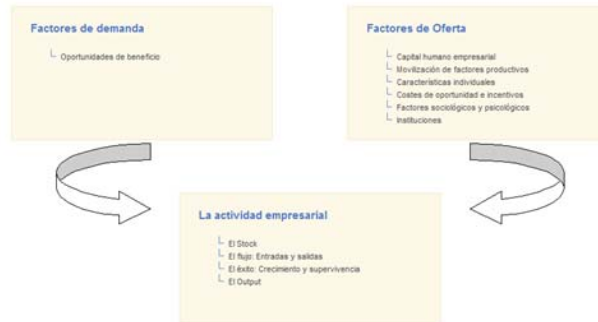 Factores de demanda
Oportunidades de beneficio
Factores de Oferta
Capital humano empresarial
Movilización de factores productivos
Características individuales
Costes de oportunidad e incentivos
Factores sociológicos y psicológicos
Instituciones
La actividad empresarial
El Stock
El flujo: Entradas y salidas
El éxito: Crecimiento y supervivencia
El Output